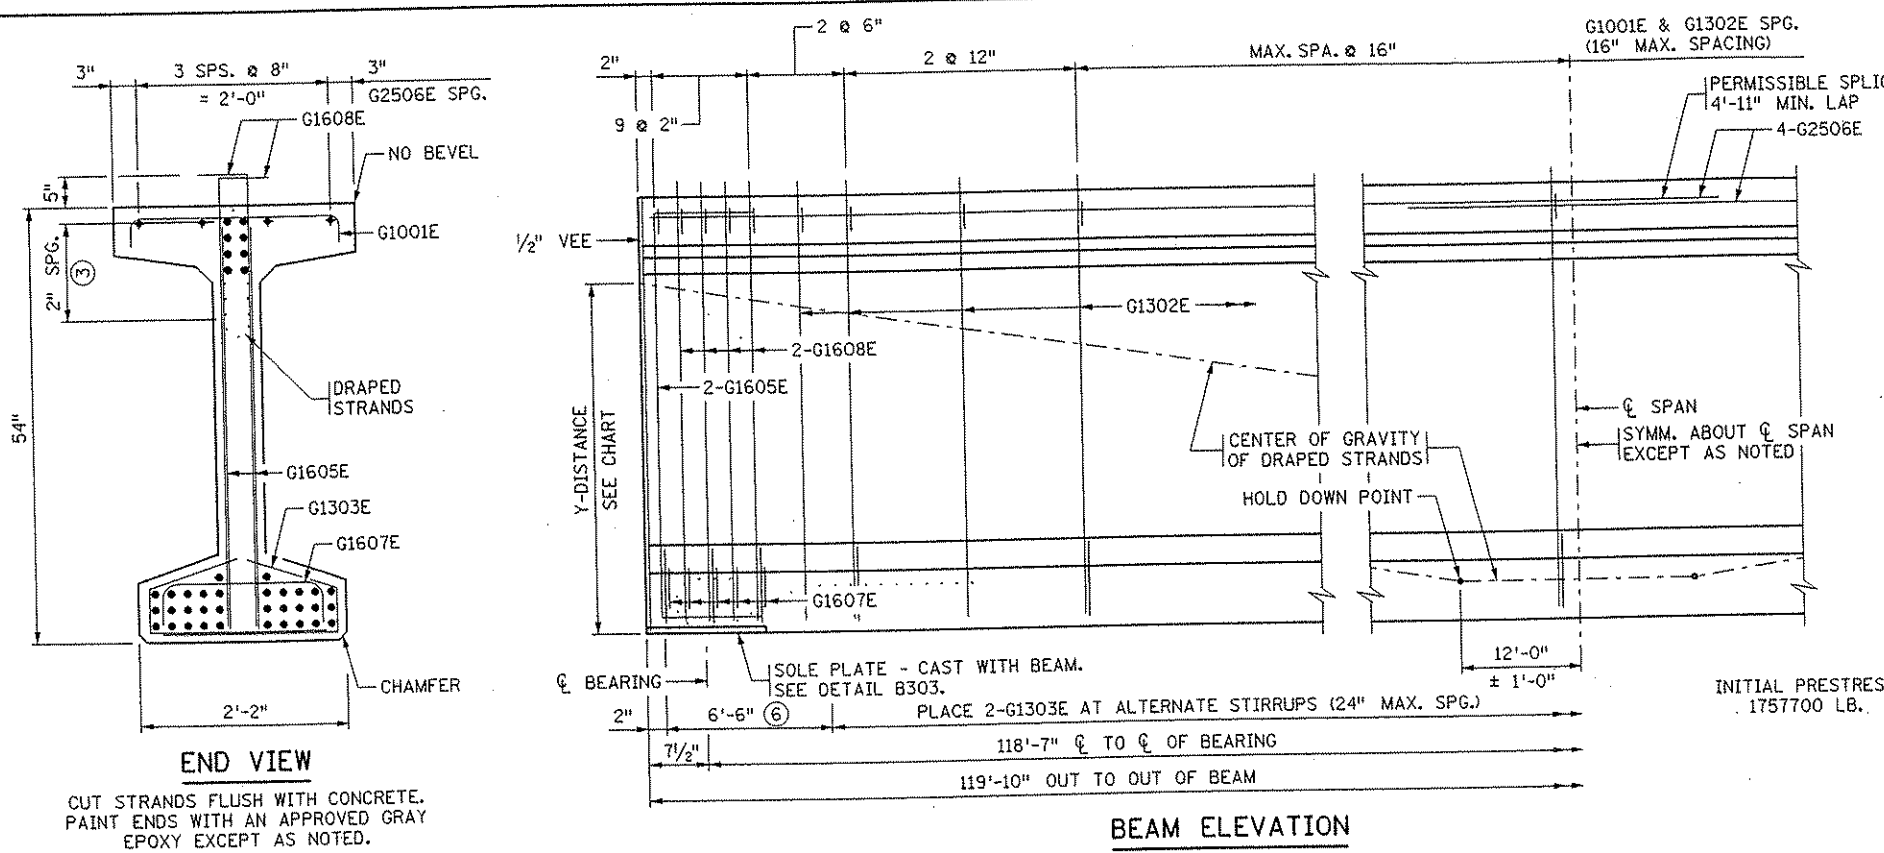 2 @ 6"
G1001E & G1302E SPG.
(16" MAX. SPACING)
3"
3 SPS. @ 8"
= 2'-0"
3"
G2506E SPG.
2"
2 @ 12"
MAX. SPA. @ 16"
9 @ 2"
PERMISSIBLE SPLIC
4'-11" MIN. LAP
4-G2506E
G1608E
NO BEVEL
5"
G1001E
1/2" VEE
2" SPG.
3
G1302E
2-G1608E
2-G1605E
DRAPED
STRANDS
54"
Y-DISTANCE
SEE CHART
℄ SPAN
SYMM. ABOUT ℄ SPAN
EXCEPT AS NOTED
CENTER OF GRAVITY
OF DRAPED STRANDS
G1605E
HOLD DOWN POINT
G1303E
G1607E
G1607E
CHAMFER
℄ BEARING
SOLE PLATE - CAST WITH BEAM.
SEE DETAIL B303.
12'-0"
± 1'-0"
INITIAL PRESTRES
1757700 LB.
2'-2"
2"
6'-6" 6
PLACE 2-G1303E AT ALTERNATE STIRRUPS (24" MAX. SPG.)
7 1/2"
118'-7" ℄ TO ℄ OF BEARING
119'-10" OUT TO OUT OF BEAM
END VIEW
CUT STRANDS FLUSH WITH CONCRETE.
PAINT ENDS WITH AN APPROVED GRAY
EPOXY EXCEPT AS NOTED.
BEAM ELEVATION